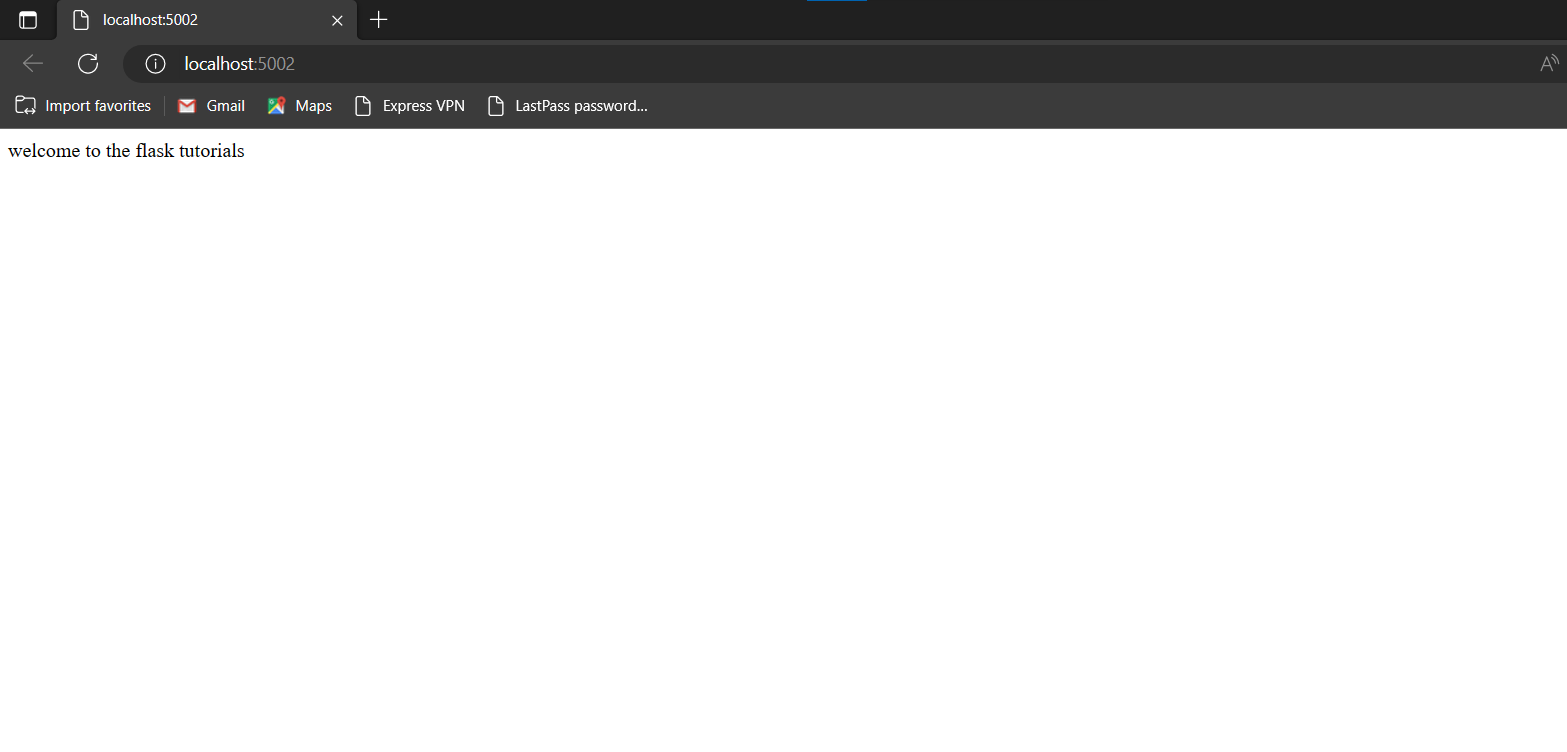 localhost:5002
localhost:5002
Import favorites Gmail Maps Express VPN LastPass password...
welcome to the flask tutorials